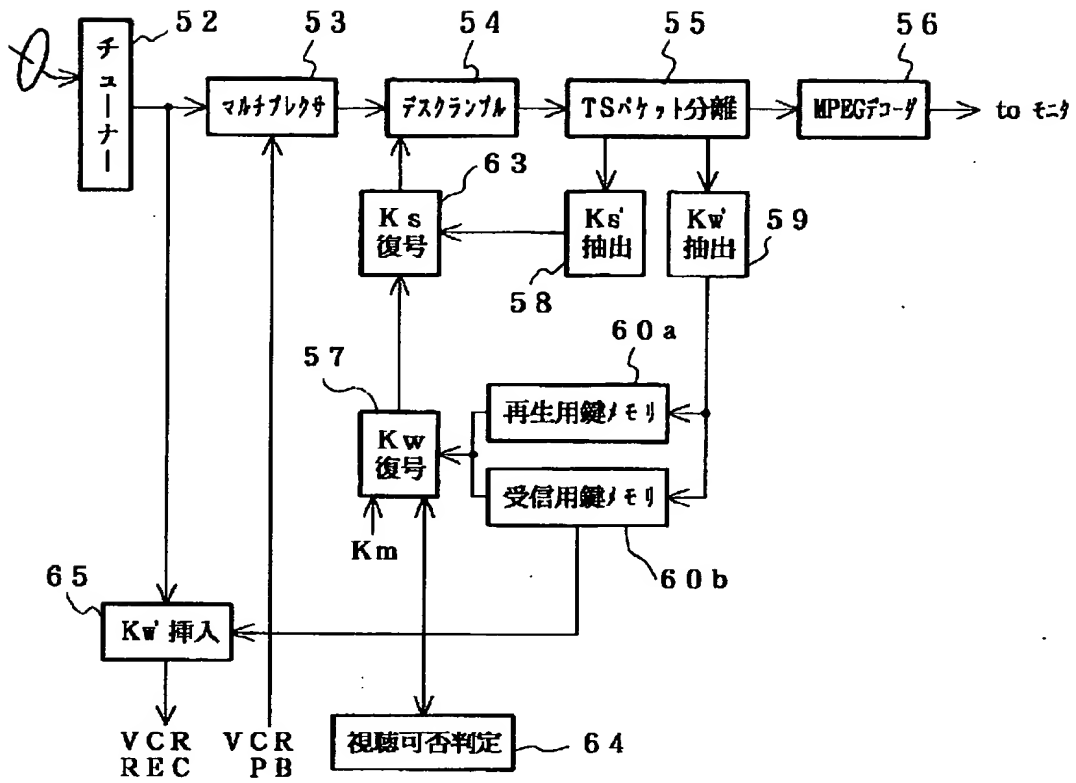 52
53
54
55
56
チューナー
マルチプレクサ
デスクランブル
TSパケット分離
MPEGデコーダ
to モニタ
63
Ks
復号
Ks'
抽出
Kw'
抽出
59
58
60a
57
再生用鍵メモリ
Kw
復号
受信用鍵メモリ
Km
60b
65
Kw' 挿入
VCR
REC
VCR
PB
視聴可否判定
64